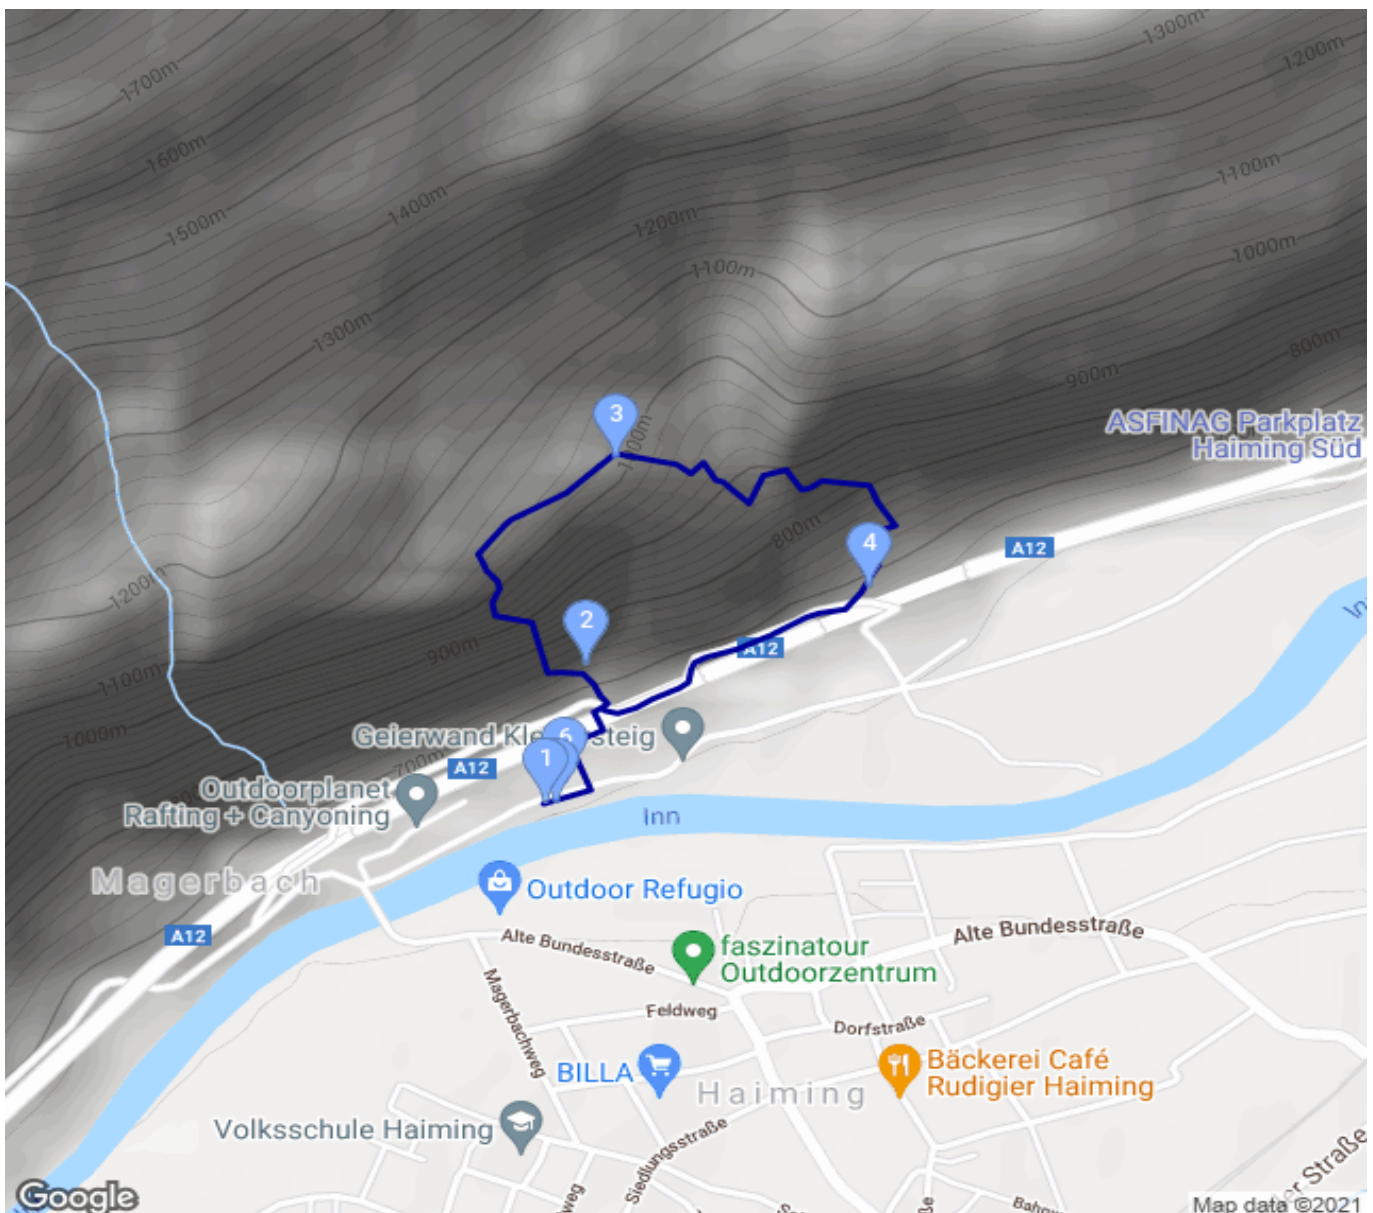 1300m
1200m
1700m
1600m
1100m
1400m
1500m
1200m
1000m
1100m
1300m
800m
900m
3
ASFINAG Parkplatz
Haiming Süd
800m
4
A12
1200m
2
900m
A12
1100m
Inn
6
1
Geierwand Kle steig
1000m
700m
A12
Outdoorplanet
Rafting + Canyoning
Inn
Magerbach
Outdoor Refugio
A12
Alte Bundesstraße
Alte Bundesstraße
faszinatour
Outdoorzentrum
Magerbachweg
Feldweg
Dorfstraße
BILLA
Haiming
Bäckerei Café
Rudigier Haiming
Volksschule Haiming
Siedlungsstraße
Google
Map data ©2021